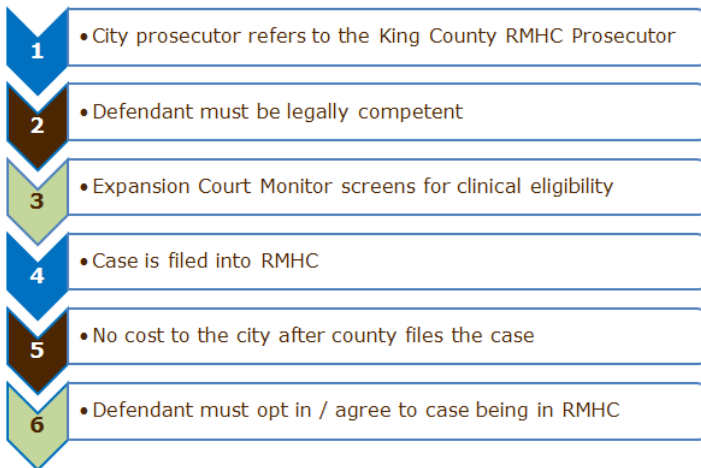 1
• City prosecutor refers to the King County RMHC Prosecutor
2
• Defendant must be legally competent
3
• Expansion Court Monitor screens for clinical eligibility
4
• Case is filed into RMHC
5
• No cost to the city after county files the case
6
• Defendant must opt in / agree to case being in RMHC